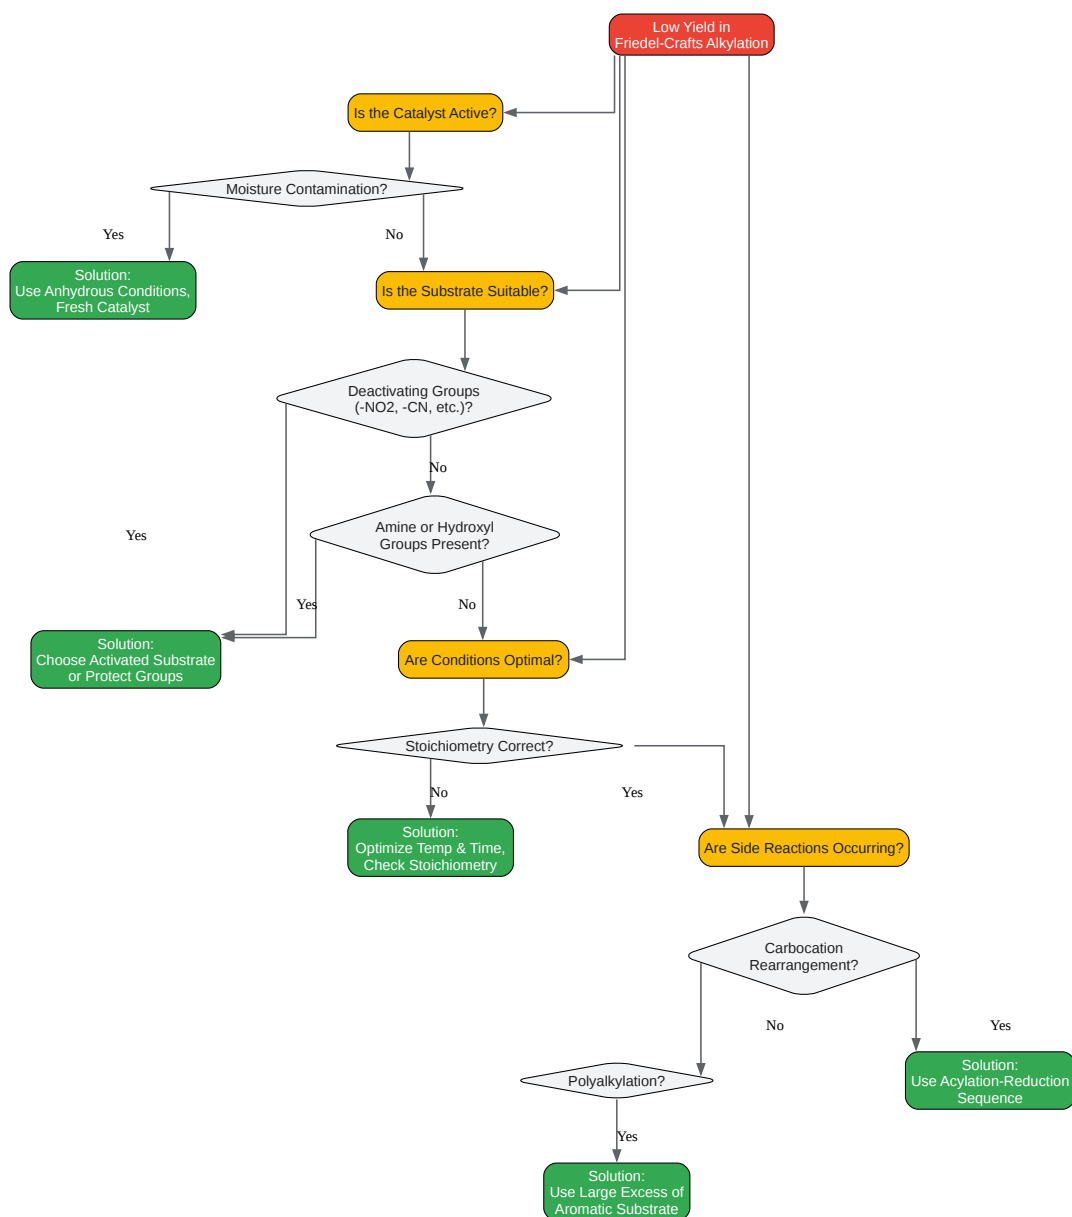 Low Yield in
Friedel-Crafts Alkylation
Is the Catalyst Active?
Moisture Contamination?
Yes
No
Solution:
Use Anhydrous Conditions,
Fresh Catalyst
Is the Substrate Suitable?
Deactivating Groups
(-NO2, -CN, etc.)?
No
Amine or Hydroxyl
Groups Present?
Yes
Yes
No
Solution:
Choose Activated Substrate
or Protect Groups
Are Conditions Optimal?
Stoichiometry Correct?
No
Yes
Solution:
Optimize Temp & Time,
Check Stoichiometry
Are Side Reactions Occurring?
Carbocation
Rearrangement?
No
Yes
Solution:
Use Acylation-Reduction
Sequence
Polyalkylation?
Yes
Solution:
Use Large Excess of
Aromatic Substrate